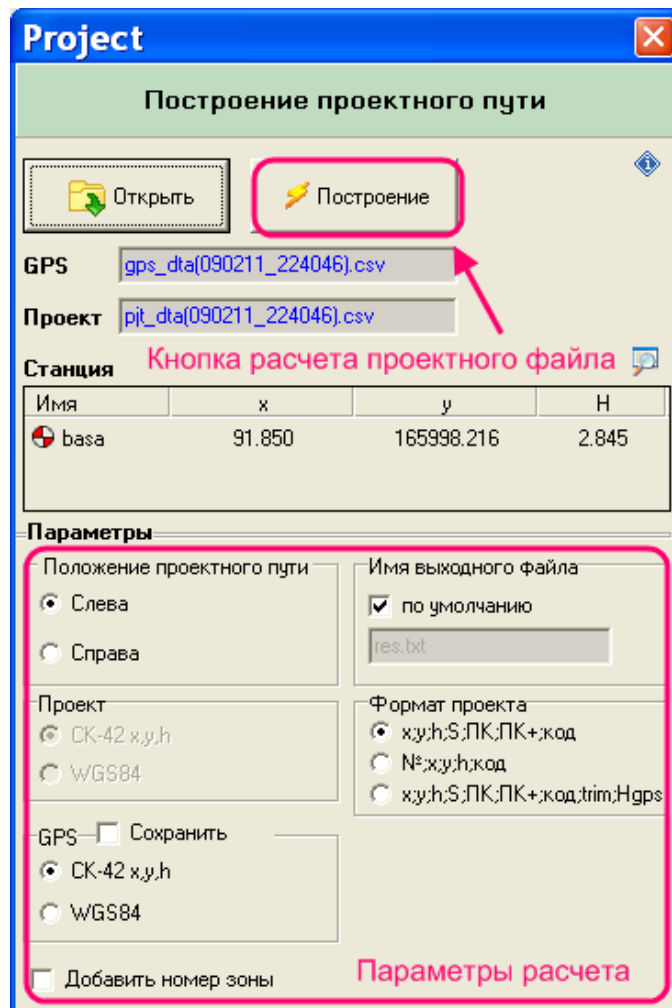 Project
Построение проектного пути
Открыть
Построение
GPS
gps_dta(090211_224046).csv
Проект
pjt_dta(090211_224046).csv
Кнопка расчета проектного файла
Станция
Имя x y H
basa 91.850 165998.216 2.845
Параметры
Положение проектного пути
Слева
Справа
Имя выходного файла
по умолчанию
res.txt
Проект
СК-42 x,y,h
WGS84
Формат проекта
x;y;h;S;ПК;ПК+;код
№;x;y;h;код
x;y;h;S;ПК;ПК+;код;trim;Hgps
GPS Сохранить
СК-42 x,y,h
WGS84
Добавить номер зоны
Параметры расчета